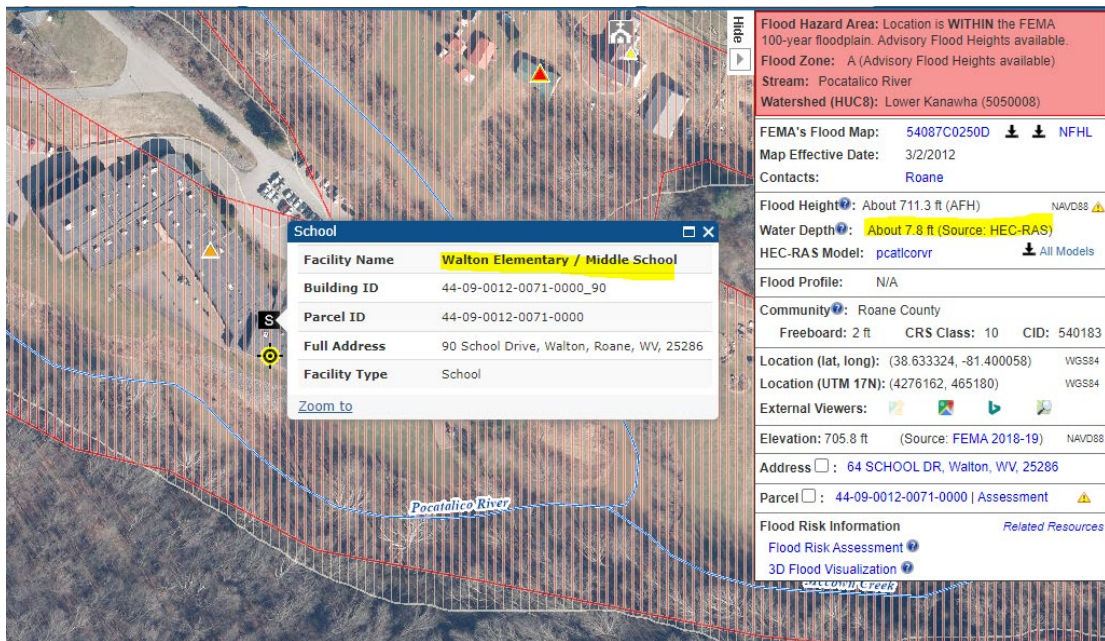 Hide
Flood Hazard Area: Location is WITHIN the FEMA
100-year floodplain. Advisory Flood Heights available.
Flood Zone: A (Advisory Flood Heights available)
Stream: Pocatalico River
Watershed (HUC8): Lower Kanawha (5050008)
FEMA's Flood Map: 54087C0250D NFHL
Map Effective Date: 3/2/2012
Contacts: Roane
Flood Height: About 711.3 ft (AFH) NAVD88
Water Depth: About 7.8 ft (Source: HEC-RAS)
HEC-RAS Model: pcatlcorvr All Models
Flood Profile: N/A
Community: Roane County
Freeboard: 2 ft CRS Class: 10 CID: 540183
Location (lat, long): (38.633324, -81.400058) WGS84
Location (UTM 17N): (4276162, 465180) WGS84
External Viewers:
Elevation: 705.8 ft (Source: FEMA 2018-19) NAVD88
Address : 64 SCHOOL DR, Walton, WV, 25286
Parcel : 44-09-0012-0071-0000 | Assessment
Flood Risk Information Related Resources
Flood Risk Assessment
3D Flood Visualization
School
Facility Name Walton Elementary / Middle School
Building ID 44-09-0012-0071-0000_90
Parcel ID 44-09-0012-0071-0000
Full Address 90 School Drive, Walton, Roane, WV, 25286
Facility Type School
Zoom to
S
Pocatalico River
Mccown Creek